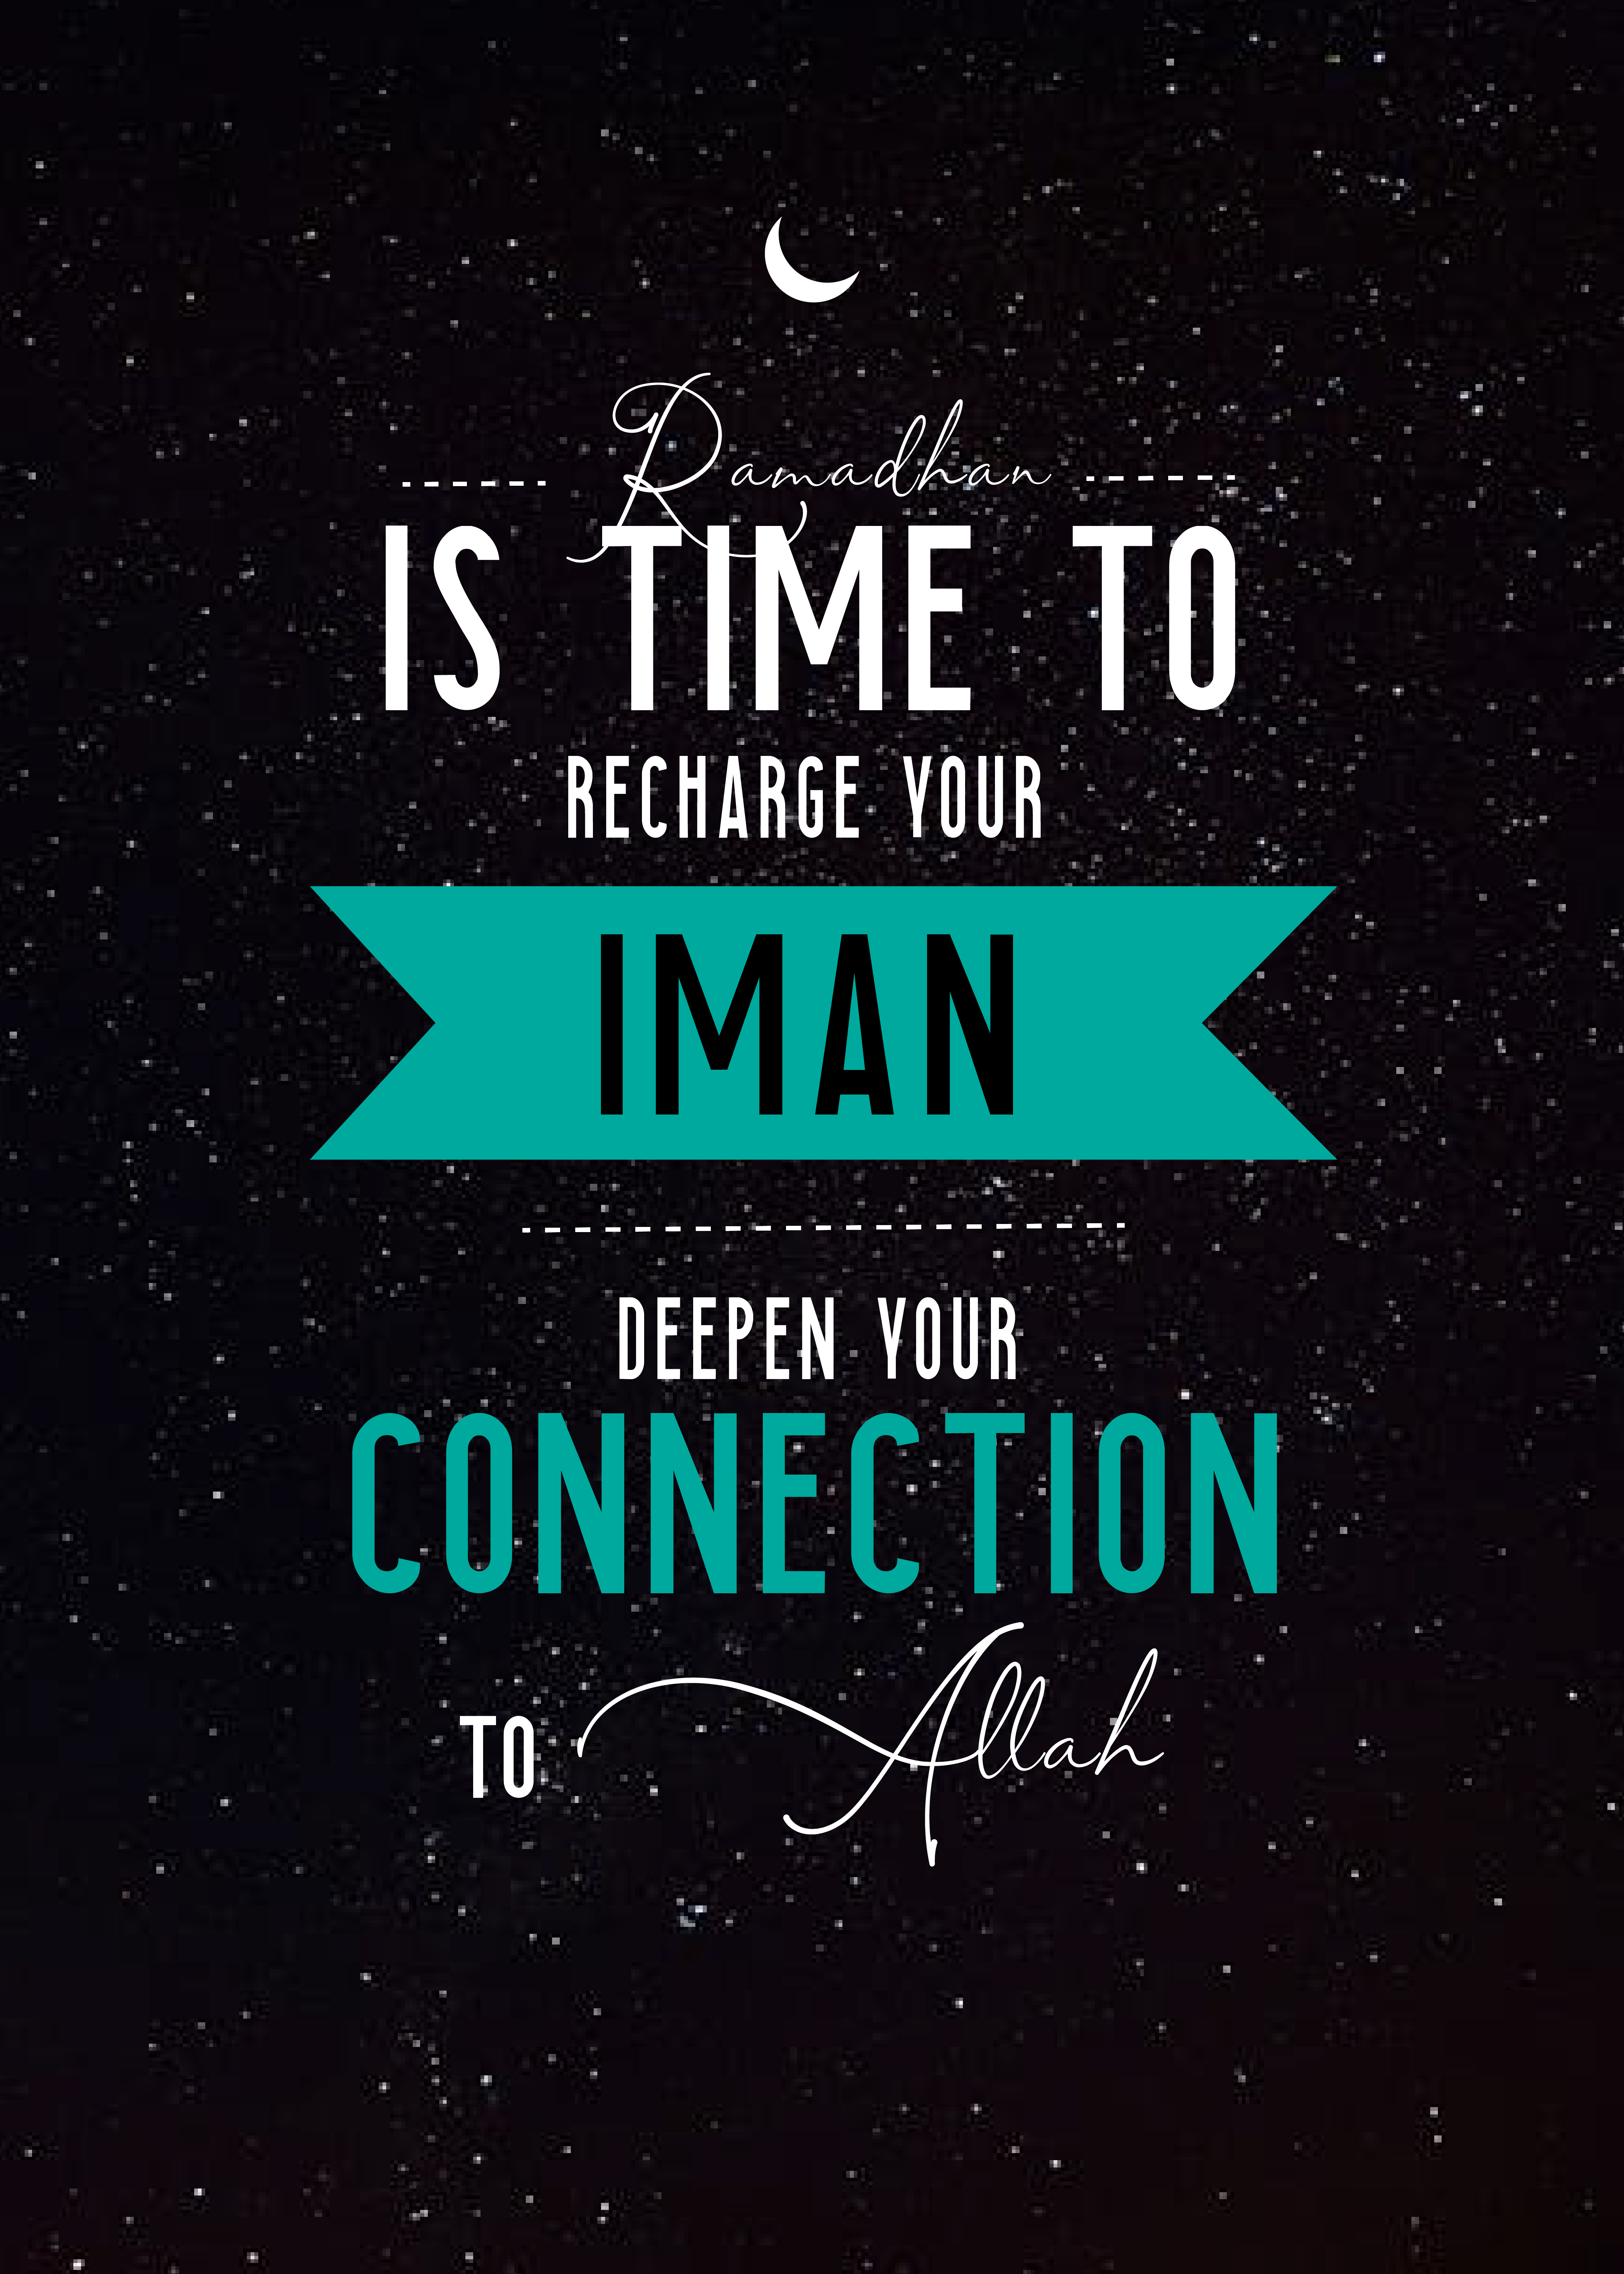 Ramadhan
IS TIME TO
RECHARGE YOUR
IMAN
DEEPEN YOUR
CONNECTION
TO Allah